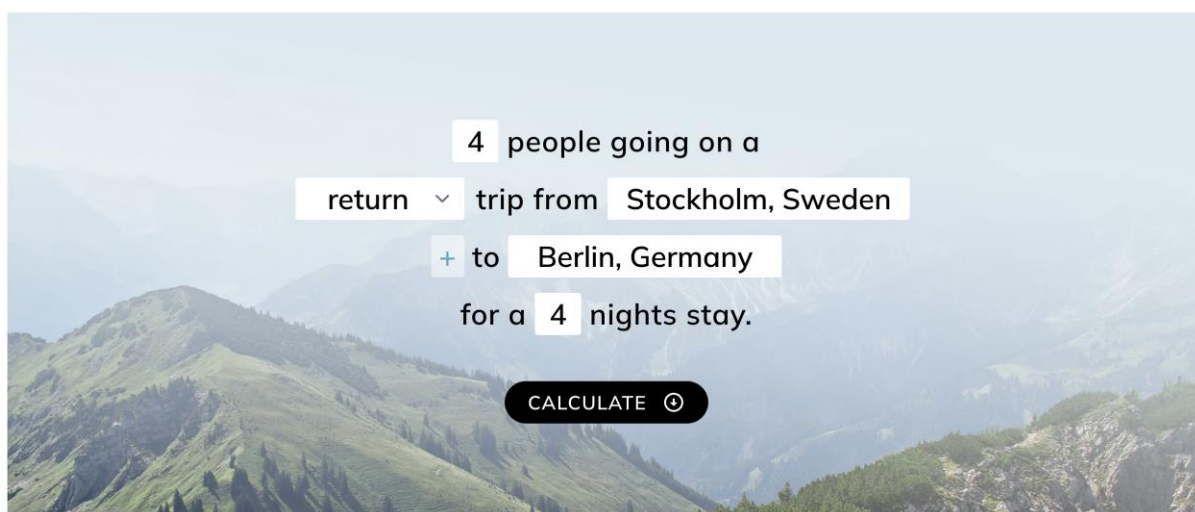 4 people going on a
return trip from Stockholm, Sweden
+ to Berlin, Germany
for a 4 nights stay.
CALCULATE